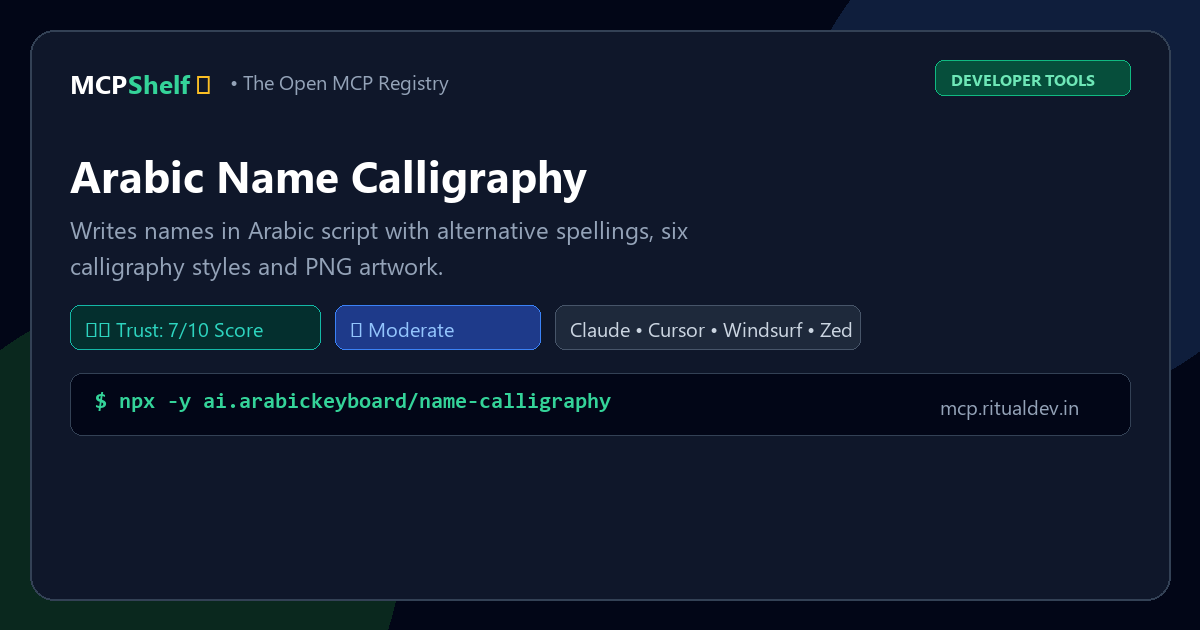 MCPShelf • The Open MCP Registry
DEVELOPER TOOLS
Arabic Name Calligraphy
Writes names in Arabic script with alternative spellings, six
calligraphy styles and PNG artwork.
Trust: 7/10 Score
Moderate
Claude • Cursor • Windsurf • Zed
$ npx -y ai.arabickeyboard/name-calligraphy
mcp.ritualdev.in